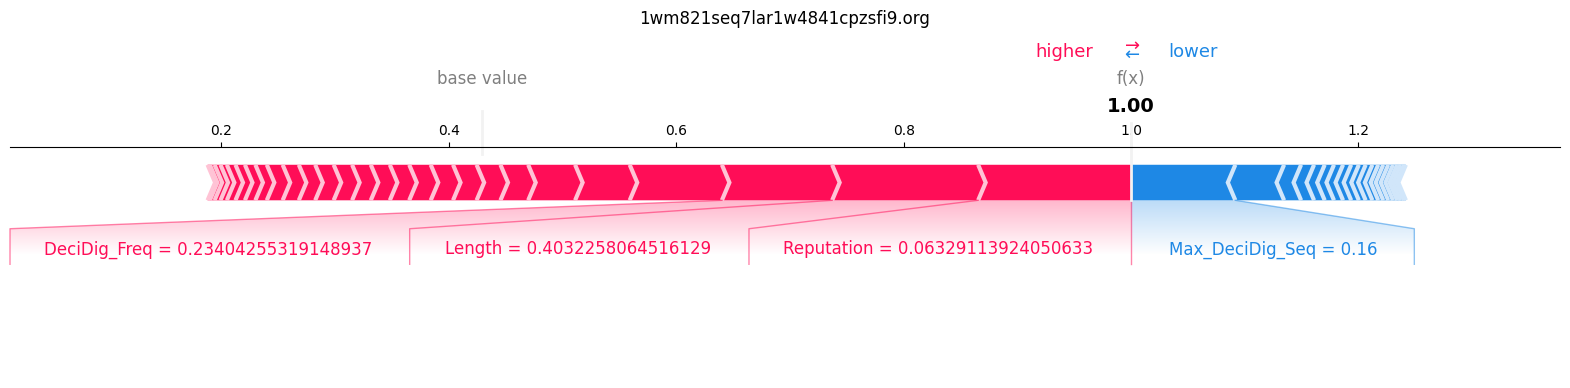 1wm821seq7lar1w4841cpzsfi9.org
higher → ← lower
base value
f(x)
1.00
0.2 0.4 0.6 0.8 1.0 1.2
DeciDig_Freq = 0.23404255319148937 Length = 0.4032258064516129 Reputation = 0.06329113924050633 Max_DeciDig_Seq = 0.16